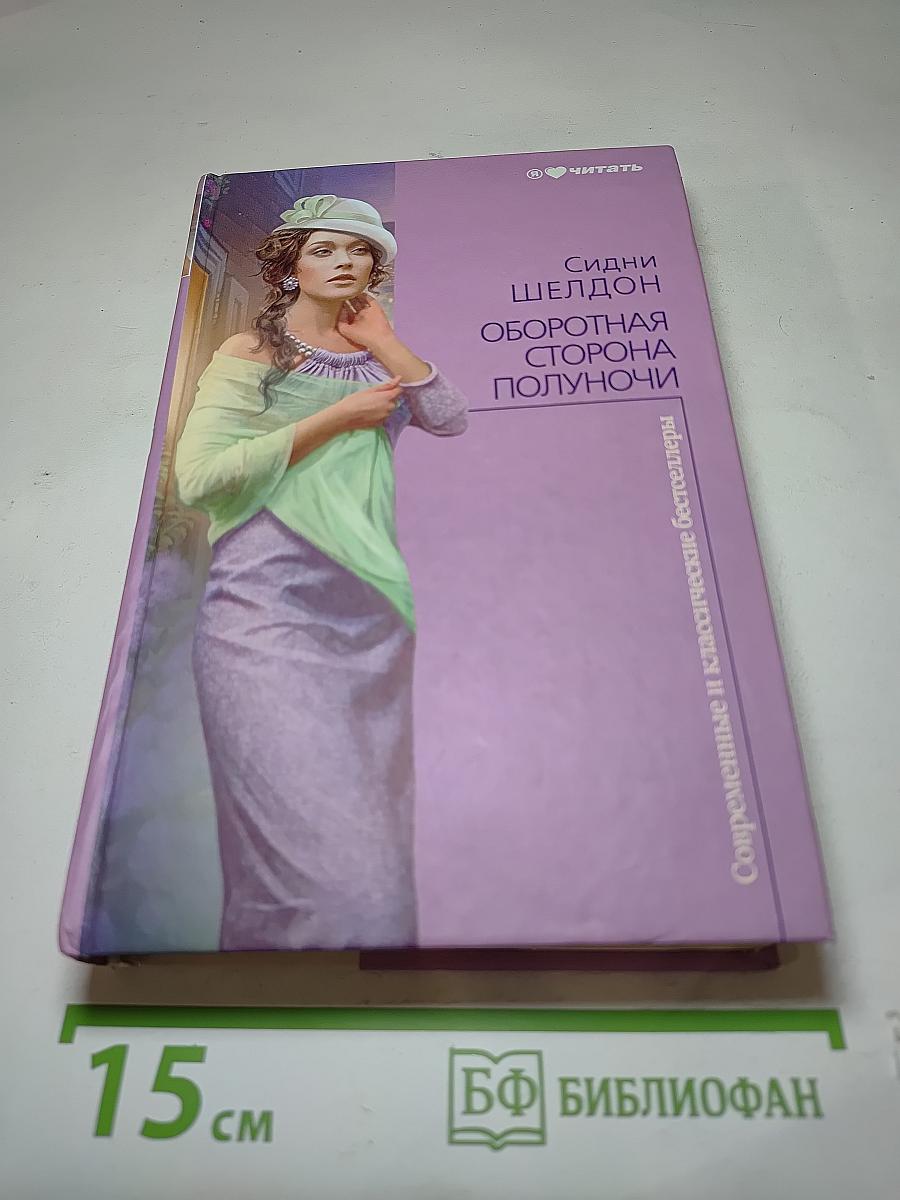 я читать
Сидни
ШЕЛДОН
ОБОРОТНАЯ
СТОРОНА
ПОЛУНОЧИ
Современные и классические бестселлеры
15 см
БФ БИБЛИОФАН